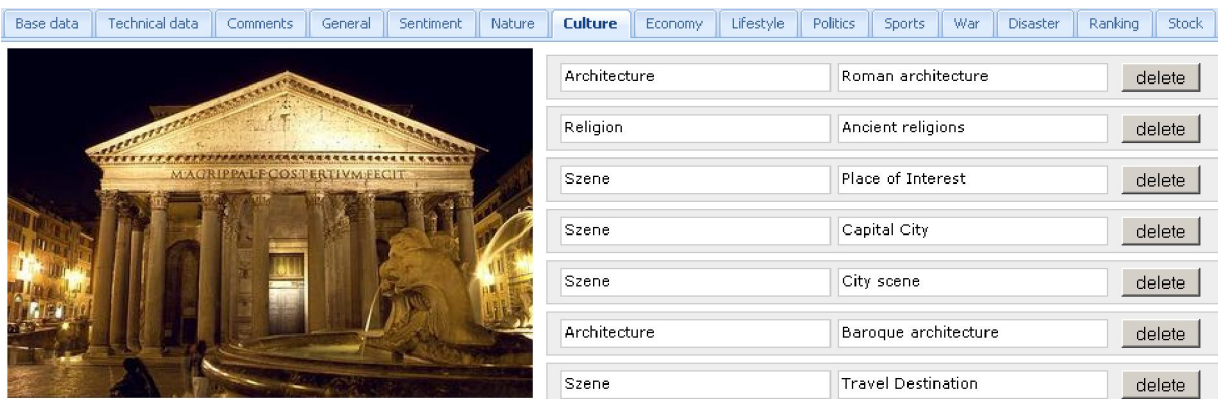 Base data Technical data Comments General Sentiment Nature Culture Economy Lifestyle Politics Sports War Disaster Ranking Stock
Architecture Roman architecture delete
Religion Ancient religions delete
Szene Place of Interest delete
Szene Capital City delete
Szene City scene delete
Architecture Baroque architecture delete
Szene Travel Destination delete
M·AGRIPPA·L·F·COS·TERTIVM·FECIT